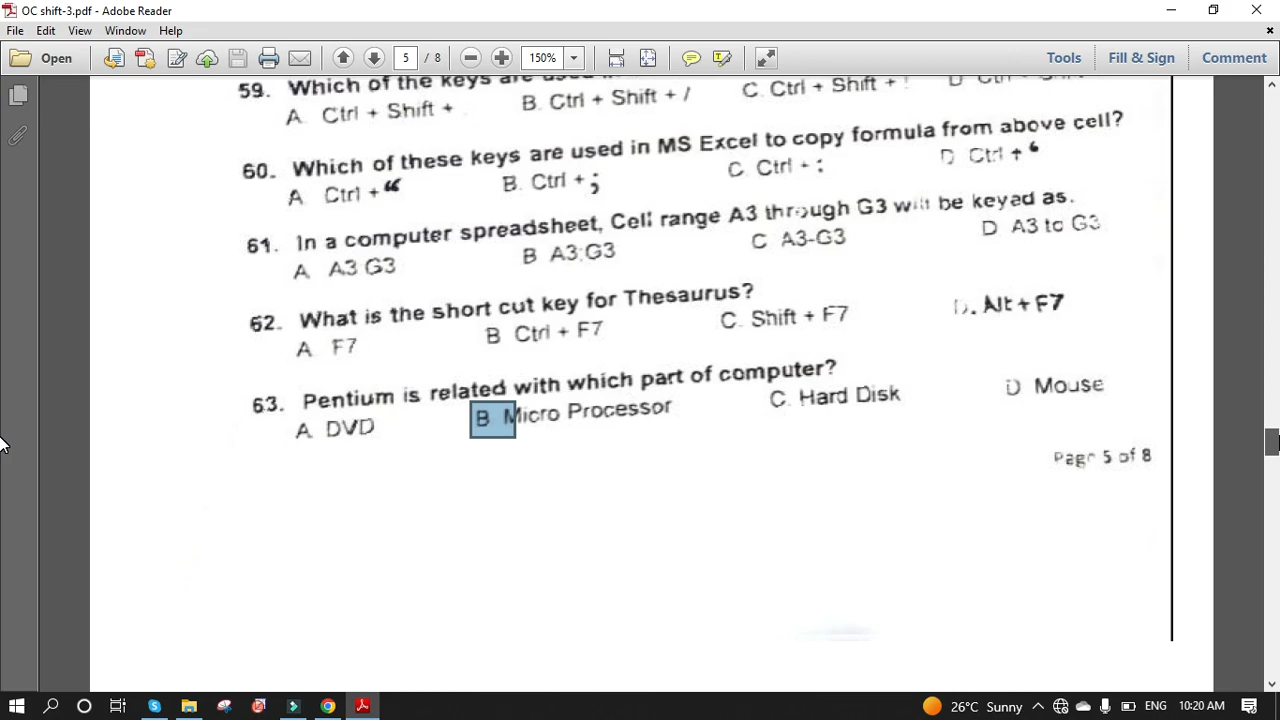 OC shift-3.pdf - Adobe Reader
File Edit View Window Help
Open 5 / 8 150% Tools Fill & Sign Comment
59. Which of the keys are used
A. Ctrl + Shift + B. Ctrl + Shift + / C. Ctrl + Shift + D
60. Which of these keys are used in MS Excel to copy formula from above cell?
A. Ctrl + “ B. Ctrl + ; C. Ctrl + : D Ctrl + ‘
61. In a computer spreadsheet, Cell range A3 through G3 will be keyed as.
A. A3 G3 B A3:G3 C A3-G3 D A3 to G3
62. What is the short cut key for Thesaurus?
A F7 B Ctrl + F7 C. Shift + F7 D. Alt + F7
63. Pentium is related with which part of computer?
A. DVD B Micro Processor C. Hard Disk D Mouse
Page 5 of 8
26°C Sunny ENG 10:20 AM